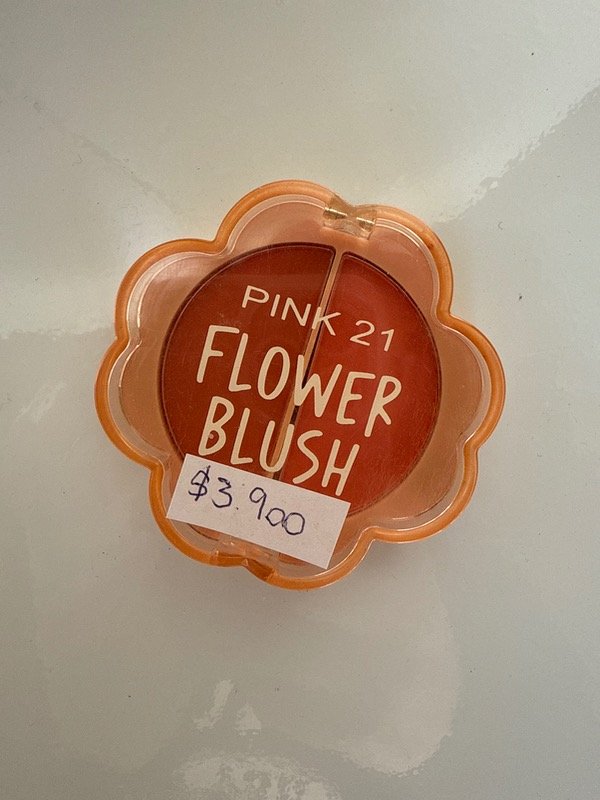 PINK 21
FLOWER
BLUSH
$3.900